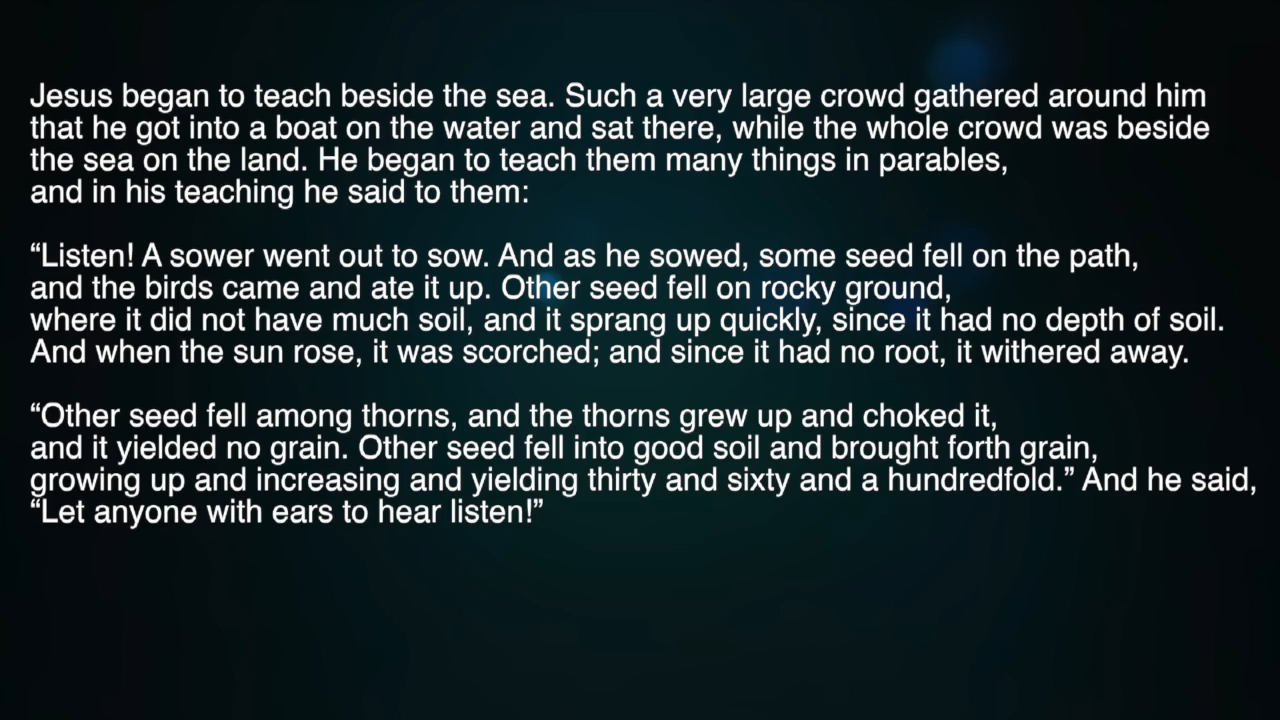 Jesus began to teach beside the sea. Such a very large crowd gathered around him
that he got into a boat on the water and sat there, while the whole crowd was beside
the sea on the land. He began to teach them many things in parables,
and in his teaching he said to them:
“Listen! A sower went out to sow. And as he sowed, some seed fell on the path,
and the birds came and ate it up. Other seed fell on rocky ground,
where it did not have much soil, and it sprang up quickly, since it had no depth of soil.
And when the sun rose, it was scorched; and since it had no root, it withered away.
“Other seed fell among thorns, and the thorns grew up and choked it,
and it yielded no grain. Other seed fell into good soil and brought forth grain,
growing up and increasing and yielding thirty and sixty and a hundredfold.” And he said,
“Let anyone with ears to hear listen!”